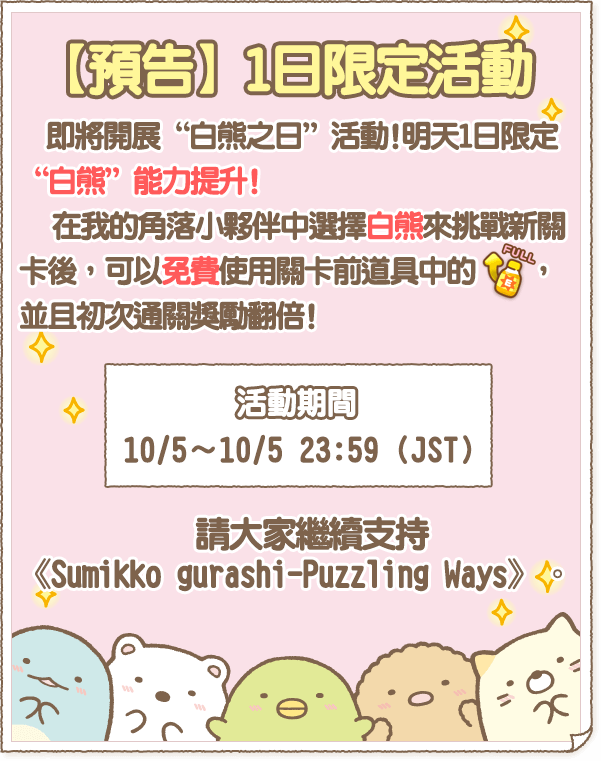 【預告】1日限定活動
即將開展“白熊之日”活動!明天1日限定
“白熊”能力提升!
在我的角落小夥伴中選擇白熊來挑戰新關
卡後，可以免費使用關卡前道具中的 FULL E ，
並且初次通關獎勵翻倍!
活動期間
10/5～10/5 23:59 (JST)
請大家繼續支持
《Sumikko gurashi-Puzzling Ways》。